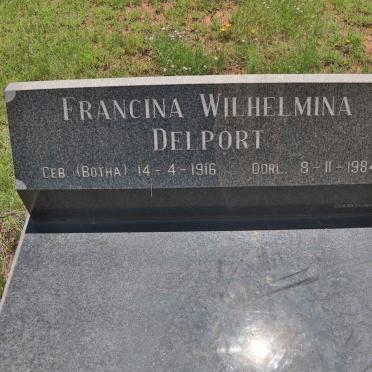 FRANCINA WILHELMINA
DELPORT
GEB. (BOTHA) 14-4-1916 OORL. 8-11-1984